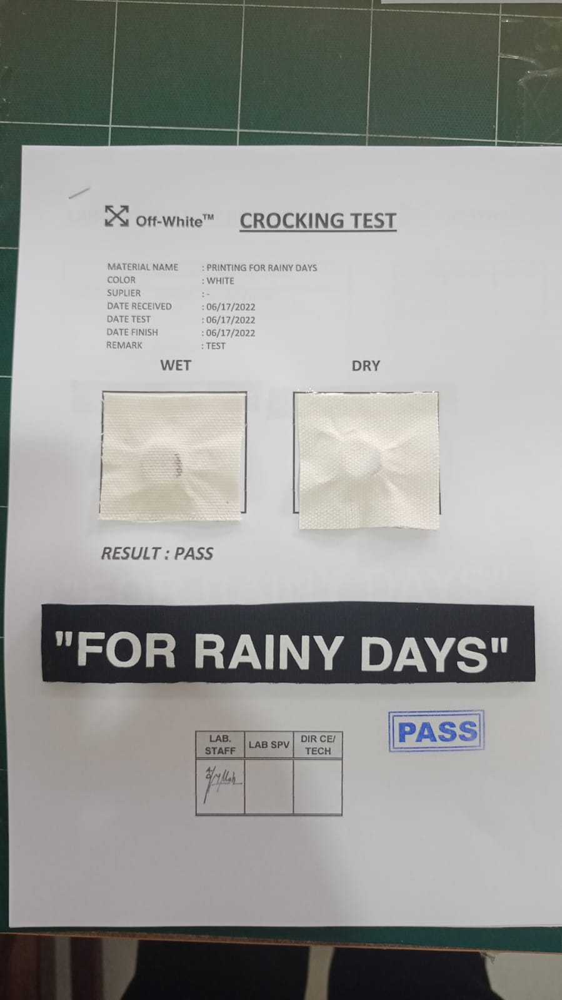 Off-White™ CROCKING TEST
MATERIAL NAME : PRINTING FOR RAINY DAYS
COLOR : WHITE
SUPLIER : -
DATE RECEIVED : 06/17/2022
DATE TEST : 06/17/2022
DATE FINISH : 06/17/2022
REMARK : TEST
WET DRY
RESULT : PASS
"FOR RAINY DAYS"
PASS
LAB. STAFF LAB SPV DIR CE/ TECH